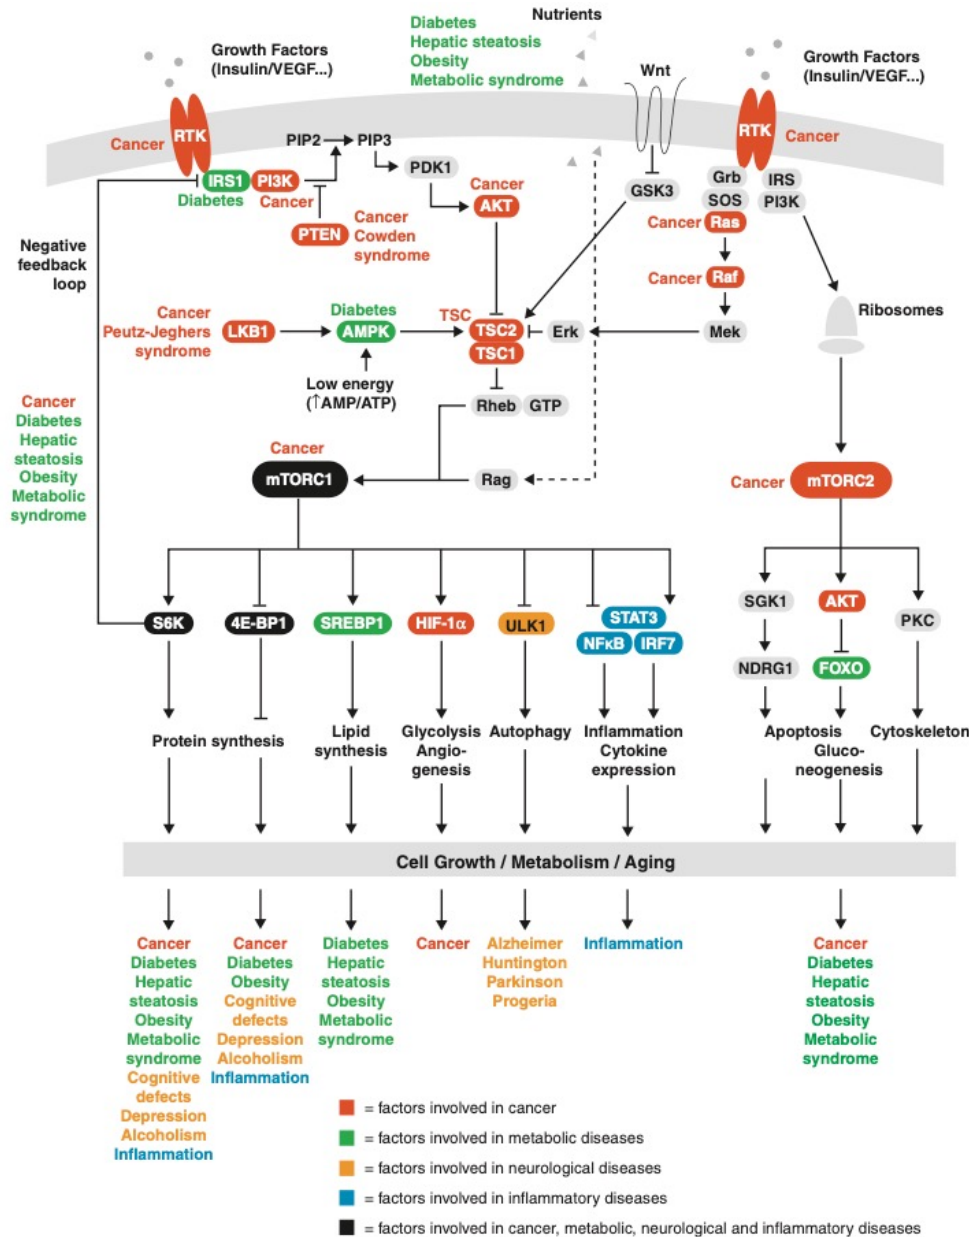 Nutrients
Diabetes
Hepatic steatosis
Obesity
Metabolic syndrome
Growth Factors
(Insulin/VEGF...)
Wnt
Growth Factors
(Insulin/VEGF...)
RTK
Cancer
PIP2
PIP3
PDK1
RTK
Cancer
IRS1
PI3K
Diabetes
Cancer
Cancer
AKT
GSK3
Grb
IRS
SOS
PI3K
Cancer
Ras
PTEN
Cancer
Cowden
syndrome
Negative
feedback
loop
Cancer
Raf
Ribosomes
Cancer
Peutz-Jeghers
syndrome
LKB1
Diabetes
AMPK
TSC
TSC2
TSC1
Erk
Mek
Low energy
(↑AMP/ATP)
Rheb
GTP
Cancer
Diabetes
Hepatic
steatosis
Obesity
Metabolic
syndrome
Cancer
mTORC1
Rag
Cancer
mTORC2
S6K
4E-BP1
SREBP1
HIF-1α
ULK1
STAT3
NFκB
IRF7
SGK1
AKT
PKC
NDRG1
FOXO
Protein synthesis
Lipid
synthesis
Glycolysis
Angio-
genesis
Autophagy
Inflammation
Cytokine
expression
Apoptosis
Gluco-
neogenesis
Cytoskeleton
Cell Growth / Metabolism / Aging
Cancer
Diabetes
Hepatic
steatosis
Obesity
Metabolic
syndrome
Cognitive
defects
Depression
Alcoholism
Inflammation
Cancer
Diabetes
Obesity
Cognitive
defects
Depression
Alcoholism
Inflammation
Diabetes
Hepatic
steatosis
Obesity
Metabolic
syndrome
Cancer
Alzheimer
Huntington
Parkinson
Progeria
Inflammation
Cancer
Diabetes
Hepatic
steatosis
Obesity
Metabolic
syndrome
= factors involved in cancer
= factors involved in metabolic diseases
= factors involved in neurological diseases
= factors involved in inflammatory diseases
= factors involved in cancer, metabolic, neurological and inflammatory diseases